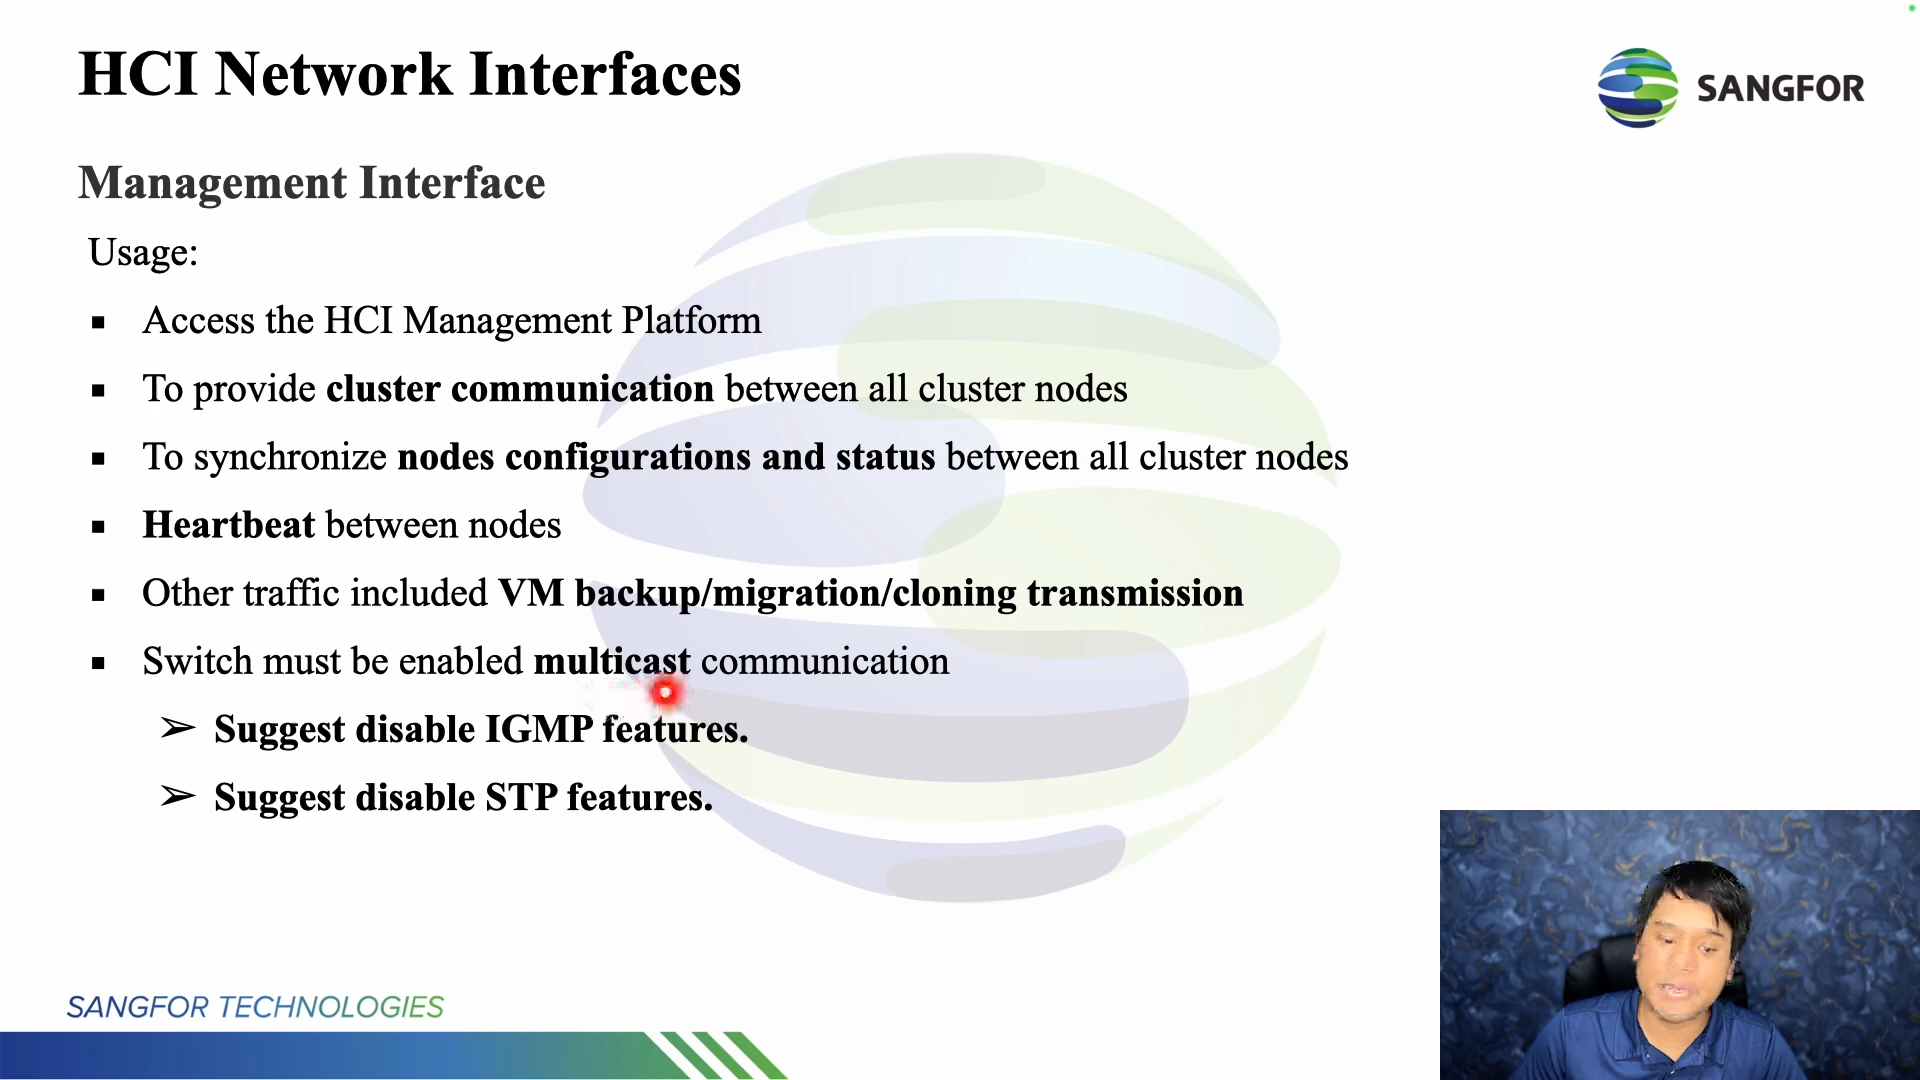 HCI Network Interfaces
SANGFOR
Management Interface
Usage:
▪ Access the HCI Management Platform
▪ To provide cluster communication between all cluster nodes
▪ To synchronize nodes configurations and status between all cluster nodes
▪ Heartbeat between nodes
▪ Other traffic included VM backup/migration/cloning transmission
▪ Switch must be enabled multicast communication
➢ Suggest disable IGMP features.
➢ Suggest disable STP features.
SANGFOR TECHNOLOGIES